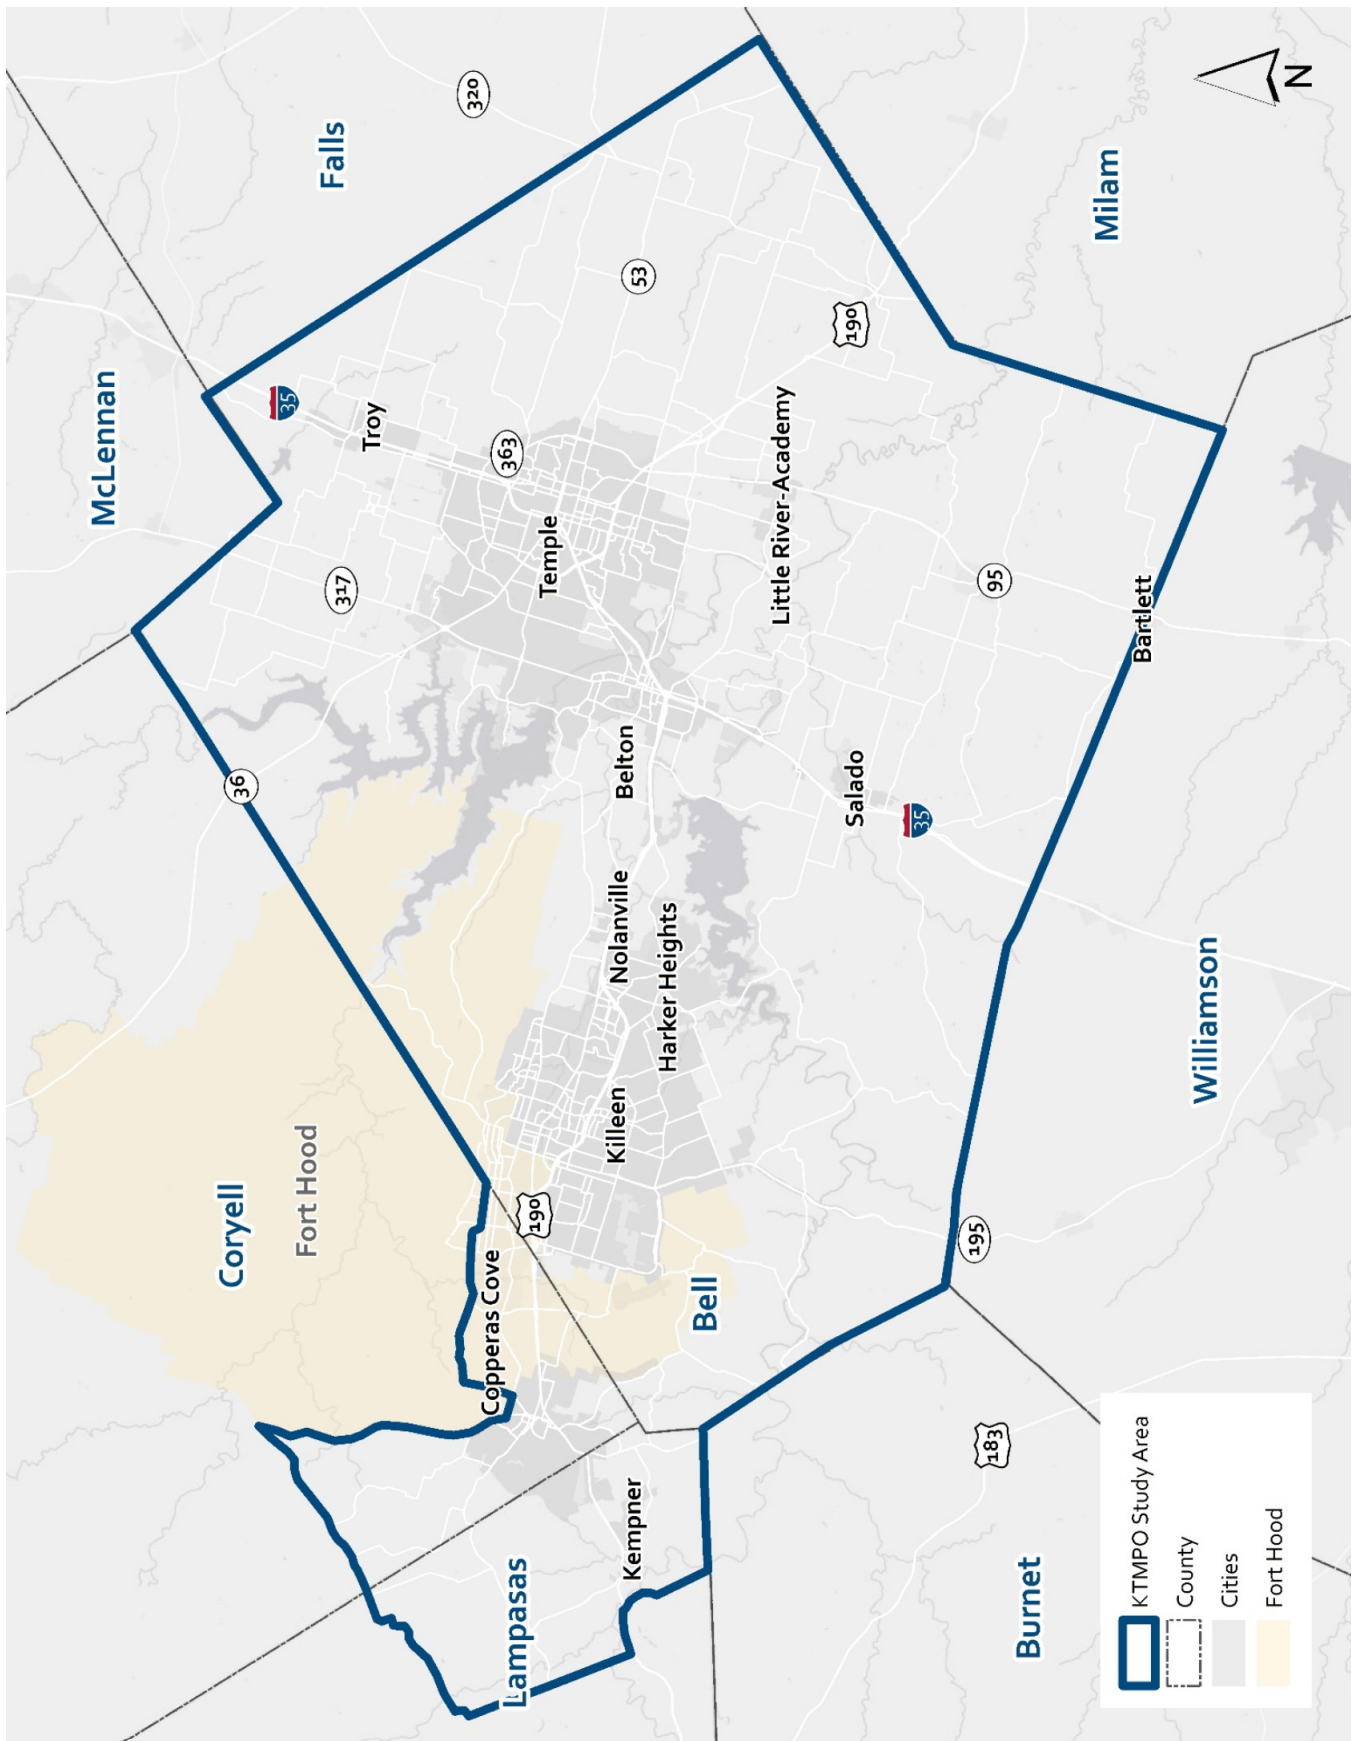 McLennan
Falls
Coryell
Fort Hood
Lampasas
Bell
Burnet
Williamson
Milam
320
35
36
317
Troy
363
53
Temple
190
Copperas Cove
190
Belton
Nolanville
Killeen
Harker Heights
Kempner
Little River-Academy
Salado
35
95
195
183
Bartlett
KTMPO Study Area
County
Cities
Fort Hood
N